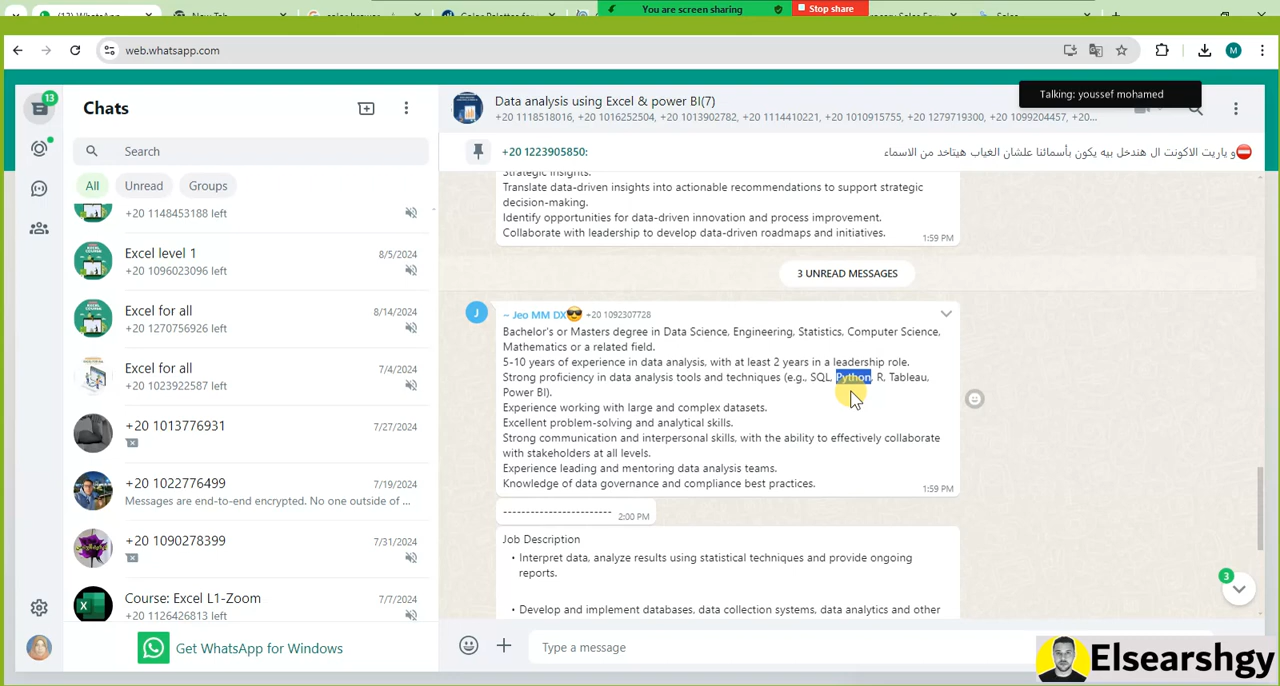 You are screen sharing
Stop share
New Tab
web.whatsapp.com
Talking: youssef mohamed
13
Chats
Search
All
Unread
Groups
+20 1148453188 left
Excel level 1
8/5/2024
+20 1096023096 left
Excel for all
8/14/2024
+20 1270756926 left
Excel for all
7/4/2024
+20 1023922587 left
+20 1013776931
7/27/2024
+20 1022776499
7/19/2024
Messages are end-to-end encrypted. No one outside of ...
+20 1090278399
7/31/2024
Course: Excel L1-Zoom
7/7/2024
+20 1126426813 left
Get WhatsApp for Windows
Data analysis using Excel & power BI(7)
+20 1118518016, +20 1016252504, +20 1013902782, +20 1114410221, +20 1010915755, +20 1279719300, +20 1099204457, +20...
+20 1223905850:
⛔و ياريت الاكونت ال هندخل بيه يكون بأسمائنا علشان الغياب هيتاخد من الاسماء
Strategic insights.
Translate data-driven insights into actionable recommendations to support strategic
decision-making.
Identify opportunities for data-driven innovation and process improvement.
Collaborate with leadership to develop data-driven roadmaps and initiatives.
1:59 PM
3 UNREAD MESSAGES
J
~ Jeo MM DX😎 +20 1092307728
Bachelor's or Masters degree in Data Science, Engineering, Statistics, Computer Science,
Mathematics or a related field.
5-10 years of experience in data analysis, with at least 2 years in a leadership role.
Strong proficiency in data analysis tools and techniques (e.g., SQL, Python, R, Tableau,
Power BI).
Experience working with large and complex datasets.
Excellent problem-solving and analytical skills.
Strong communication and interpersonal skills, with the ability to effectively collaborate
with stakeholders at all levels.
Experience leading and mentoring data analysis teams.
Knowledge of data governance and compliance best practices.
1:59 PM
------------------------
2:00 PM
Job Description
• Interpret data, analyze results using statistical techniques and provide ongoing
reports.
• Develop and implement databases, data collection systems, data analytics and other
3
Type a message
Elsearshgy